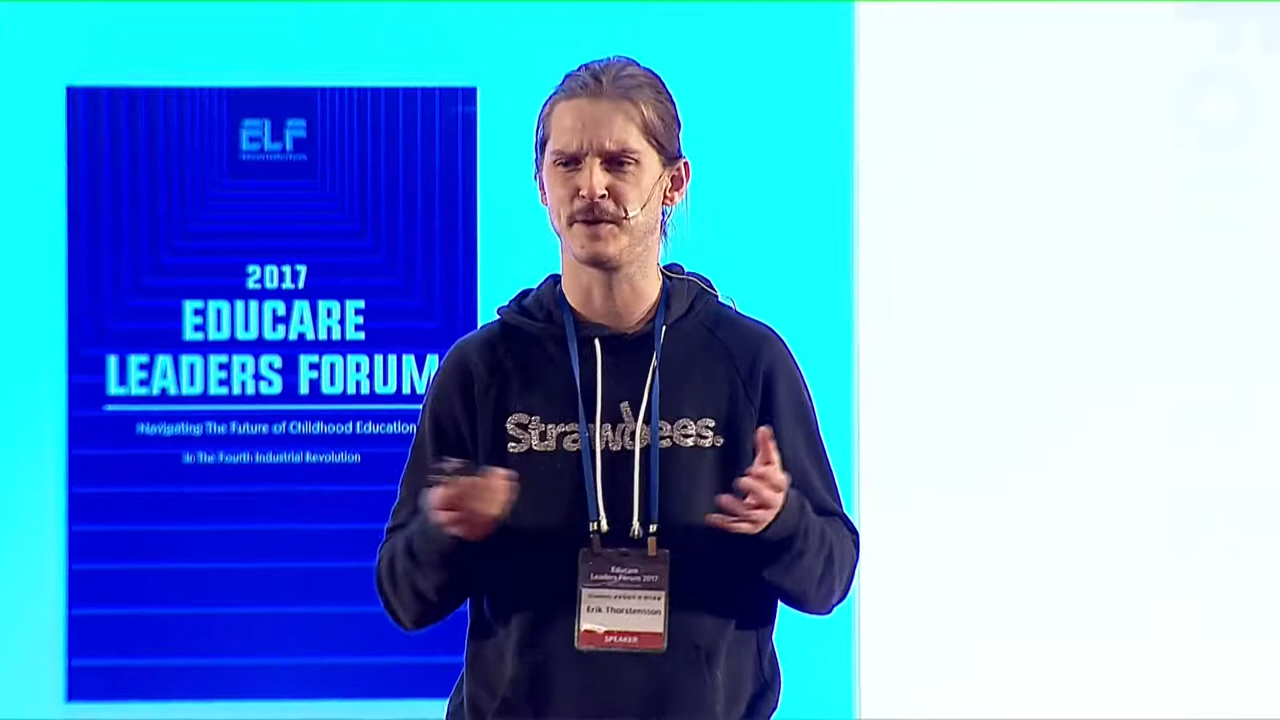 ELF
2017
EDUCARE
LEADERS FORUM
Navigating The Future of Childhood Education
In The Fourth Industrial Revolution
Strawbees.
Educare
Leaders Forum 2017
Erik Thorstensson
SPEAKER